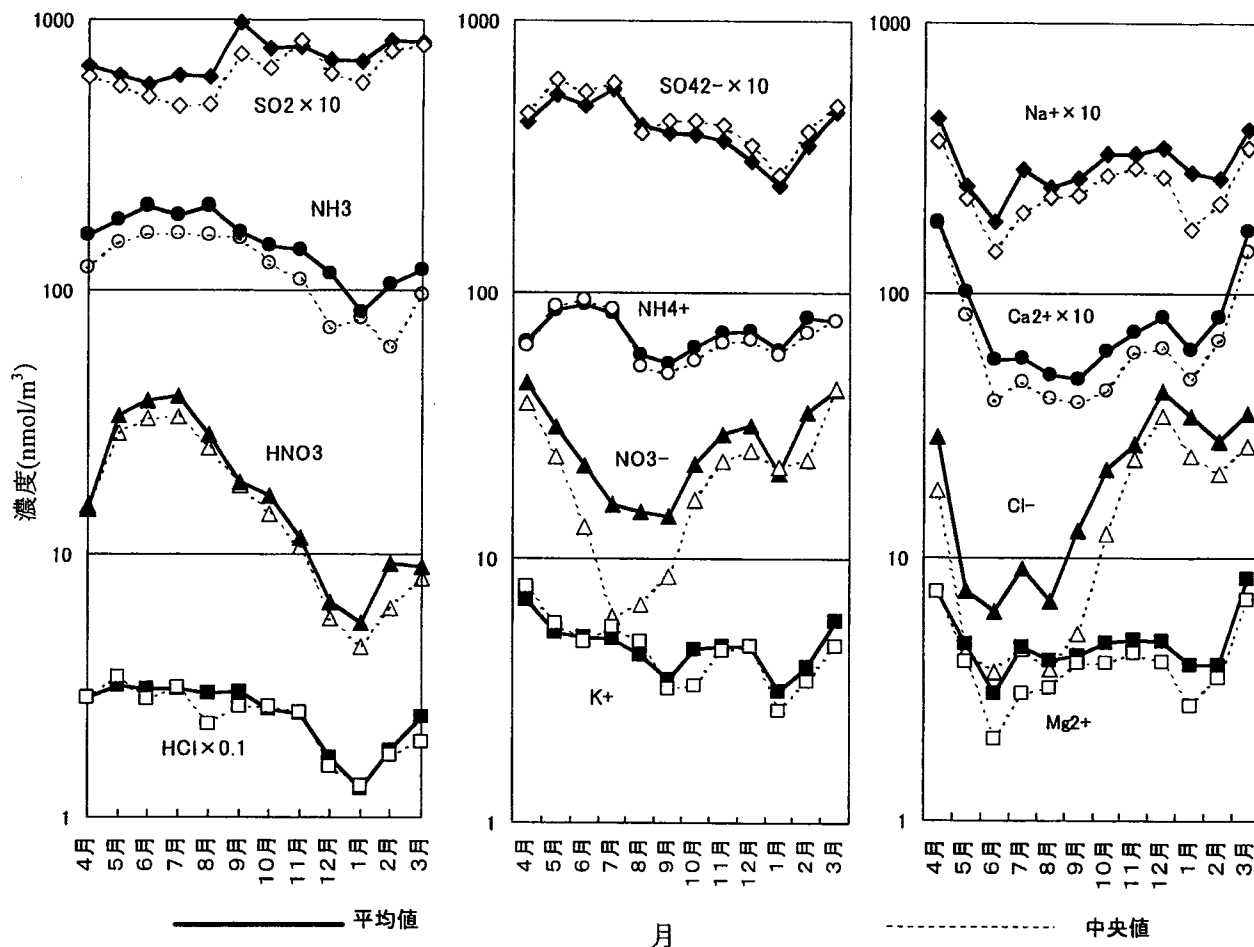 濃度(nmol/m³)
1000
100
10
1
SO2×10
NH3
HNO3
HCl×0.1
4月 5月 6月 7月 8月 9月 10月 11月 12月 1月 2月 3月
1000
100
10
1
SO42-×10
NH4+
NO3-
K+
4月 5月 6月 7月 8月 9月 10月 11月 12月 1月 2月 3月
1000
100
10
1
Na+×10
Ca2+×10
Cl-
Mg2+
4月 5月 6月 7月 8月 9月 10月 11月 12月 1月 2月 3月
平均値
月
中央値